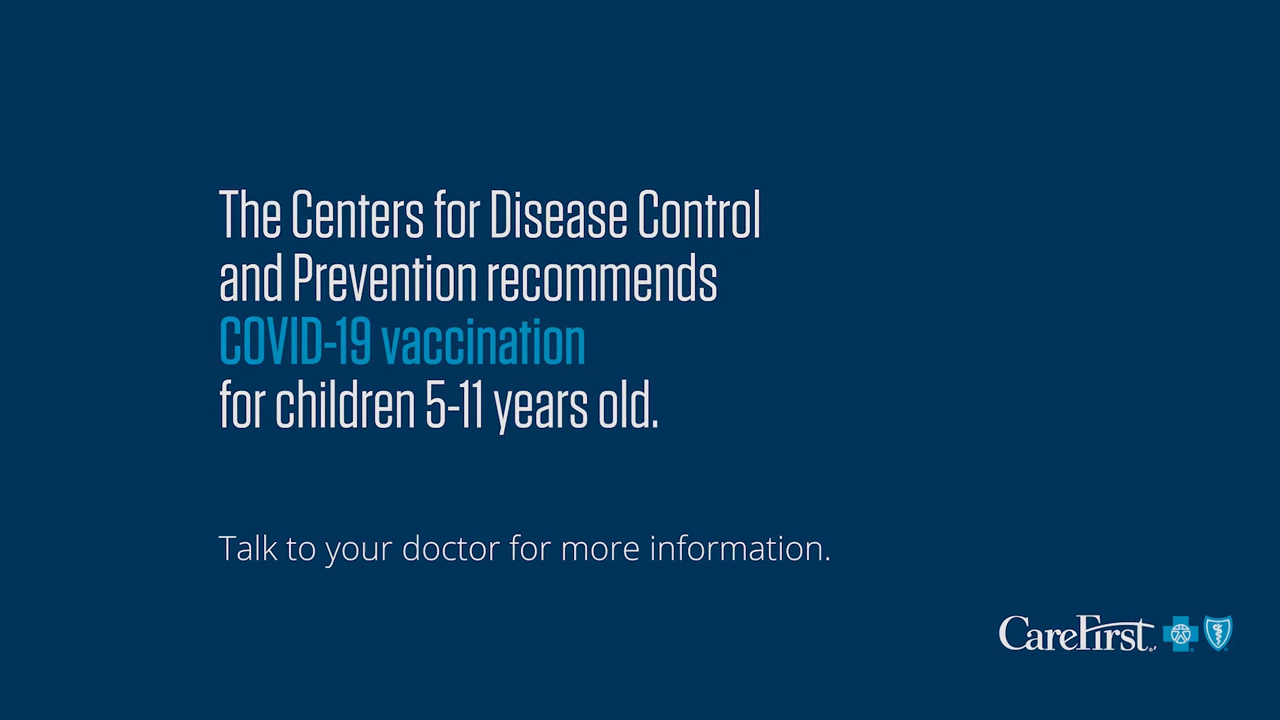 The Centers for Disease Control
and Prevention recommends
COVID-19 vaccination
for children 5-11 years old.
Talk to your doctor for more information.
CareFirst